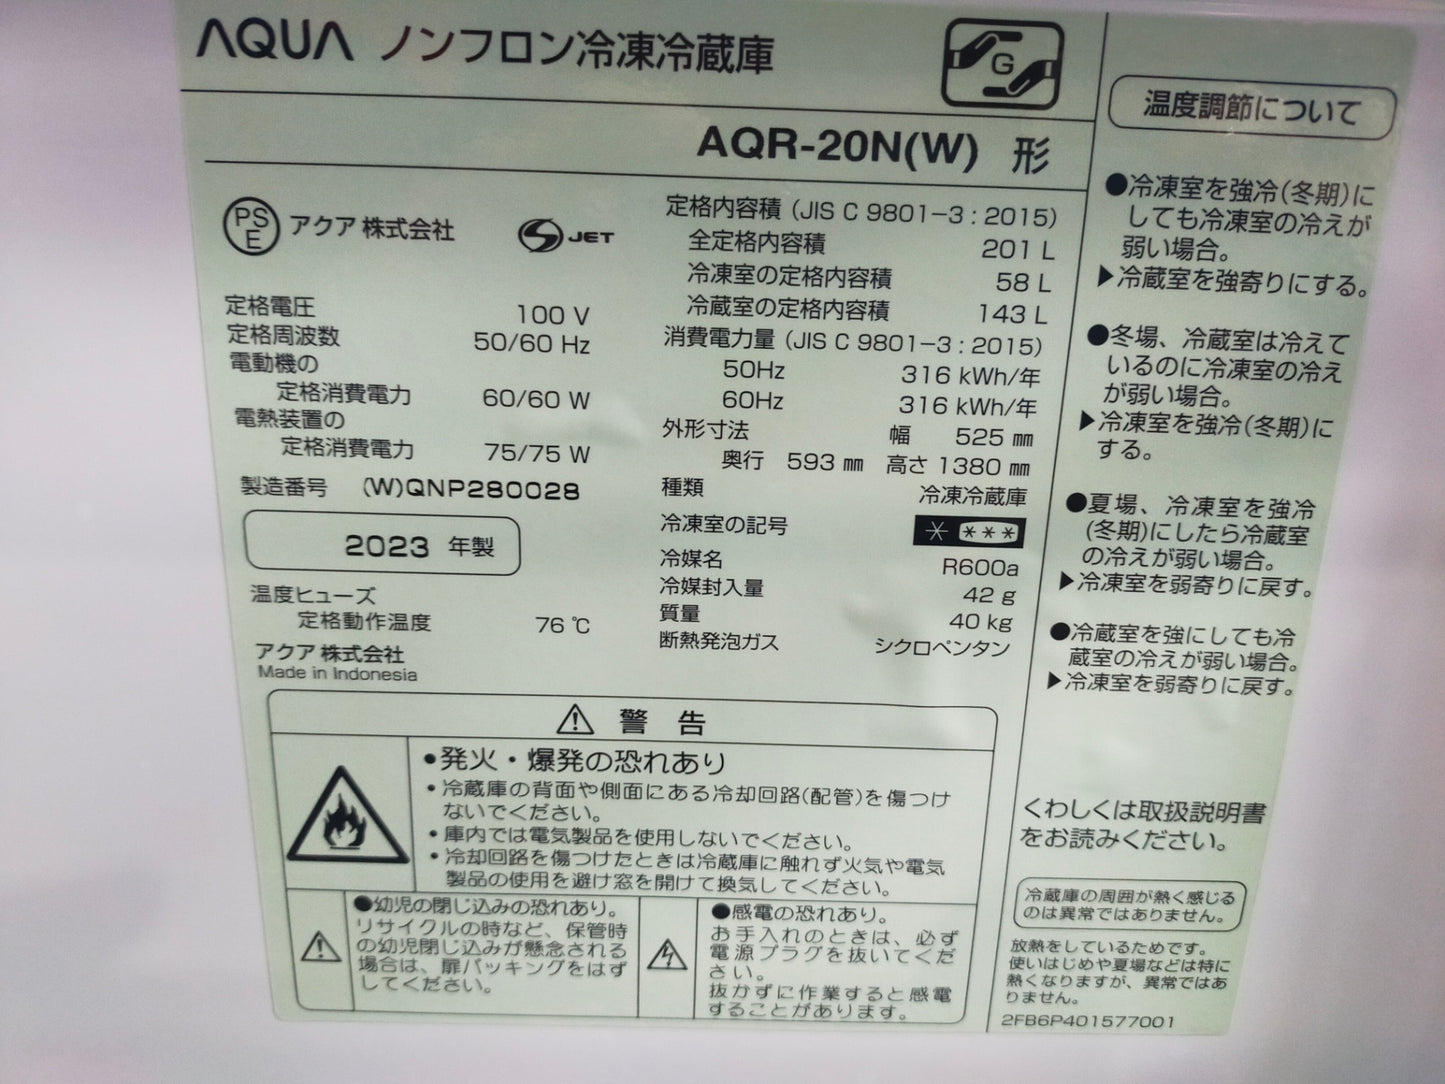 AQUA ノンフロン冷凍冷蔵庫
G
AQR-20N(W) 形
PS
E
アクア 株式会社
JET
定格電圧 100 V
定格周波数 50/60 Hz
電動機の
定格消費電力 60/60 W
電熱装置の
定格消費電力 75/75 W
製造番号 (W)QNP280028
2023 年製
温度ヒューズ
定格動作温度 76 ℃
アクア 株式会社
Made in Indonesia
定格内容積 (JIS C 9801-3 : 2015)
全定格内容積 201 L
冷凍室の定格内容積 58 L
冷蔵室の定格内容積 143 L
消費電力量 (JIS C 9801-3 : 2015)
50Hz 316 kWh/年
60Hz 316 kWh/年
外形寸法 幅 525 ㎜
奥行 593 ㎜ 高さ 1380 ㎜
種類 冷凍冷蔵庫
冷凍室の記号 * ***
冷媒名 R600a
冷媒封入量 42 g
質量 40 kg
断熱発泡ガス シクロペンタン
警告
●発火・爆発の恐れあり
・冷蔵庫の背面や側面にある冷却回路(配管)を傷つけ
ないでください。
・庫内では電気製品を使用しないでください。
・冷却回路を傷つけたときは冷蔵庫に触れず火気や電気
製品の使用を避け窓を開けて換気してください。
●幼児の閉じ込みの恐れあり。
リサイクルの時など、保管時
の幼児閉じ込みが懸念される
場合は、扉パッキングをはず
してください。
●感電の恐れあり。
お手入れのときは、必ず
電源プラグを抜いてくだ
さい。
抜かずに作業すると感電
することがあります。
温度調節について
●冷凍室を強冷(冬期)に
しても冷凍室の冷えが
弱い場合。
▶冷蔵室を強寄りにする。
●冬場、冷蔵室は冷えて
いるのに冷凍室の冷え
が弱い場合。
▶冷凍室を強冷(冬期)に
する。
●夏場、冷凍室を強冷
(冬期)にしたら冷蔵室
の冷えが弱い場合。
▶冷凍室を弱寄りに戻す。
●冷蔵室を強にしても冷
蔵室の冷えが弱い場合。
▶冷凍室を弱寄りに戻す。
くわしくは取扱説明書
をお読みください。
冷蔵庫の周囲が熱く感じる
のは異常ではありません。
放熱をしているためです。
使いはじめや夏場などは特に
熱くなりますが、異常ではあ
りません。
2FB6P401577001